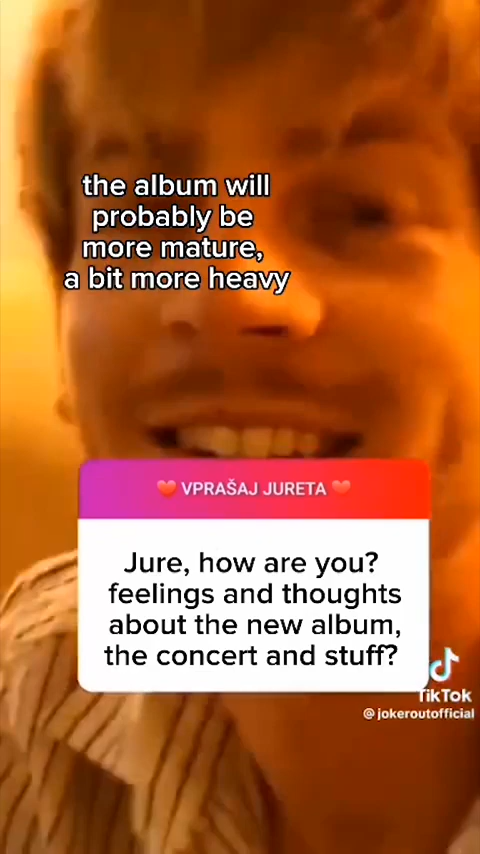 the album will
probably be
more mature,
a bit more heavy
❤️ VPRAŠAJ JURETA ❤️
Jure, how are you?
feelings and thoughts
about the new album,
the concert and stuff?
TikTok
@jokeroutofficial